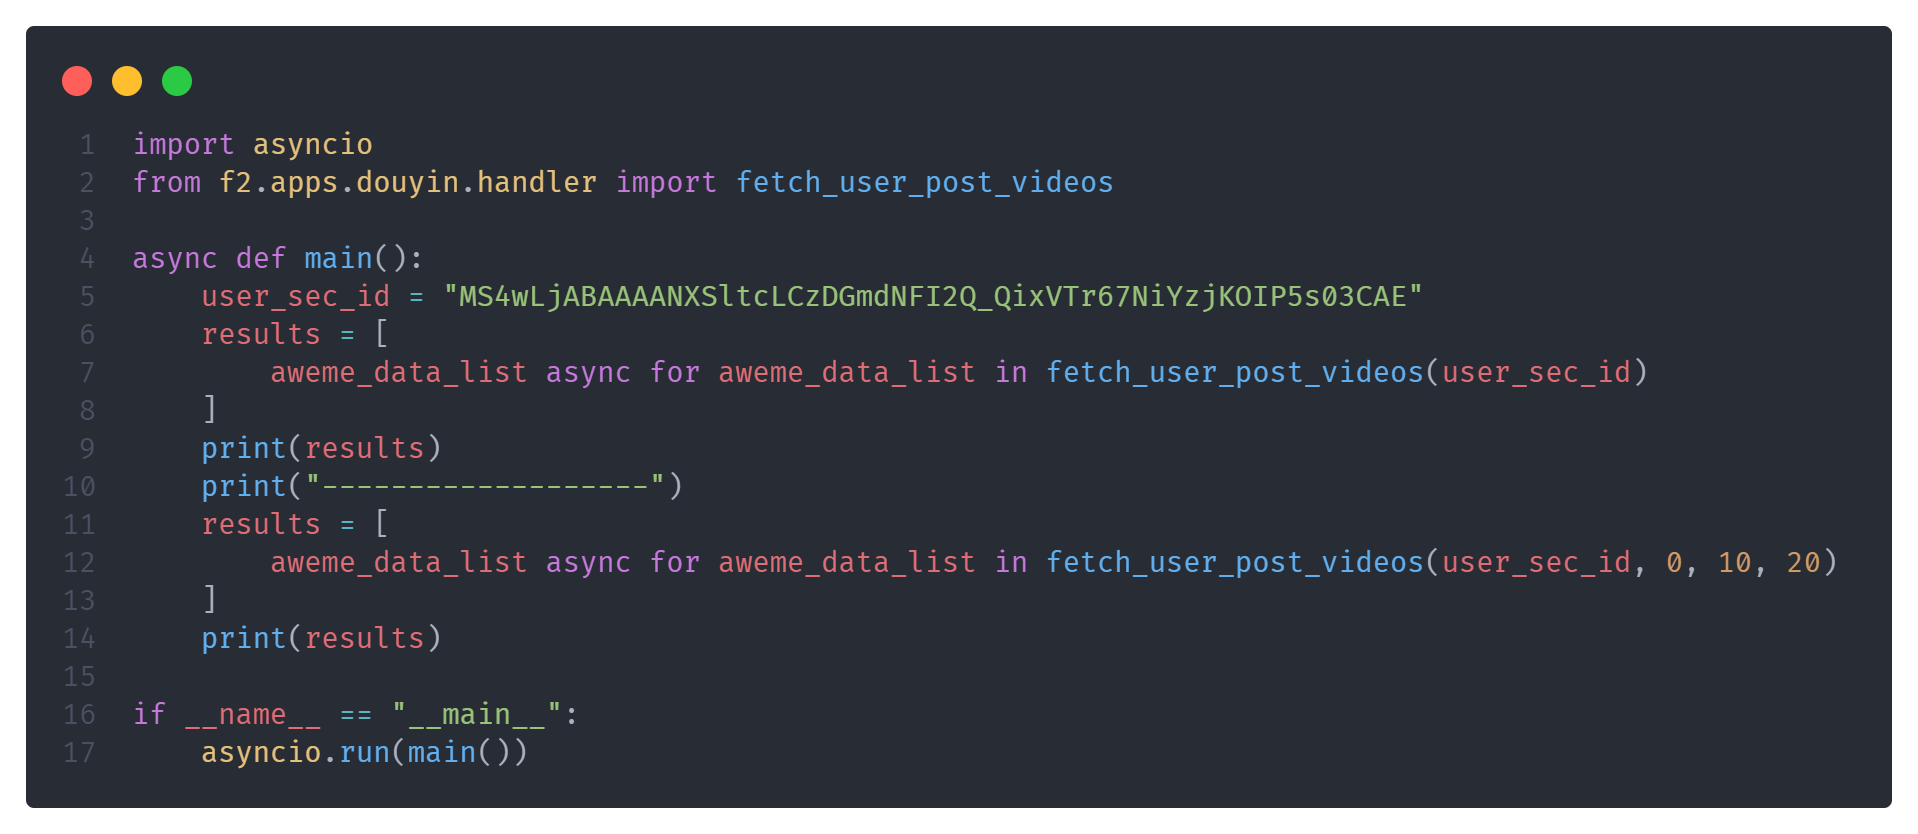 1 import asyncio
2 from f2.apps.douyin.handler import fetch_user_post_videos
3
4 async def main():
5     user_sec_id = "MS4wLjABAAAANXSltcLCzDGmdNFI2Q_QixVTr67NiYzjKOIP5s03CAE"
6     results = [
7         aweme_data_list async for aweme_data_list in fetch_user_post_videos(user_sec_id)
8     ]
9     print(results)
10     print("-------------------")
11     results = [
12         aweme_data_list async for aweme_data_list in fetch_user_post_videos(user_sec_id, 0, 10, 20)
13     ]
14     print(results)
15
16 if __name__ == "__main__":
17     asyncio.run(main())